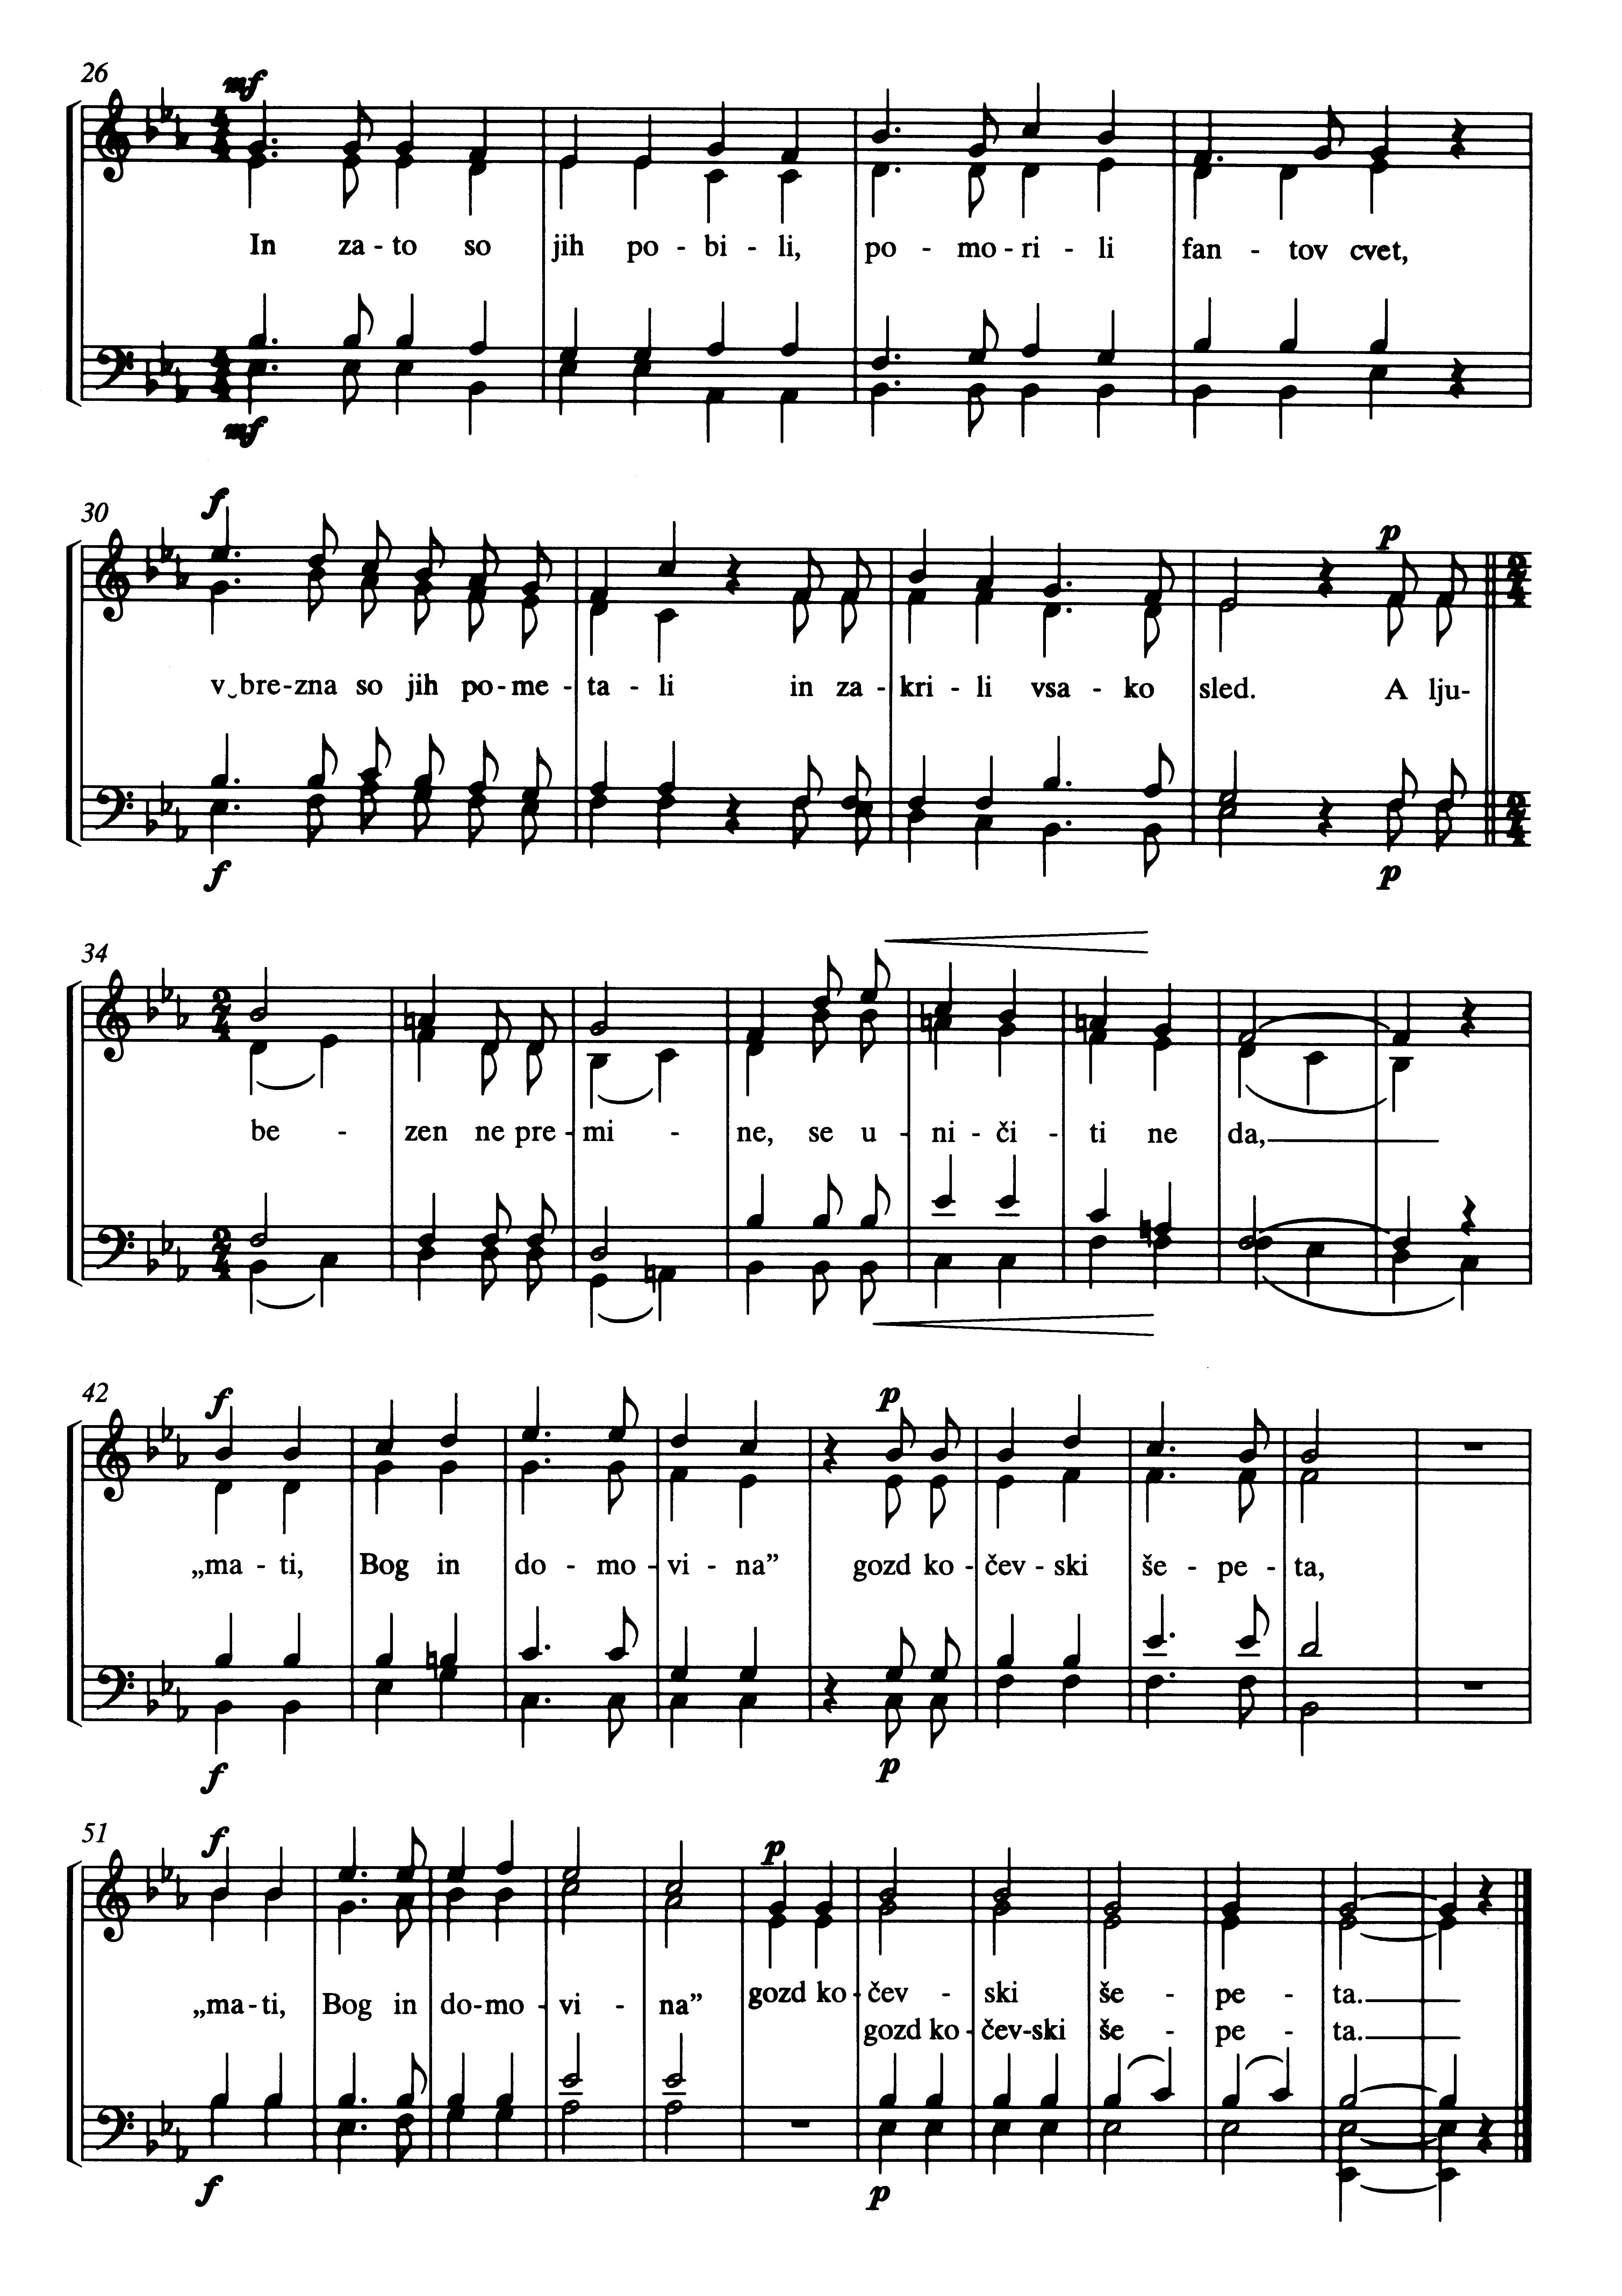 26
mf
In za - to so jih po - bi - li, po - mo - ri - li fan - tov cvet,
mf
30
f
p
v‿bre - zna so jih po - me - ta - li in za - kri - li vsa - ko sled. A lju-
f
p
34
be - zen ne pre - mi - ne, se u - ni - či - ti ne da,
42
f
p
„ma - ti, Bog in do - mo - vi - na” gozd ko - čev - ski še - pe - ta,
f
p
51
f
p
„ma - ti, Bog in do - mo - vi - na” gozd ko - čev - ski še - pe - ta.
gozd ko - čev - ski še - pe - ta.
f
p